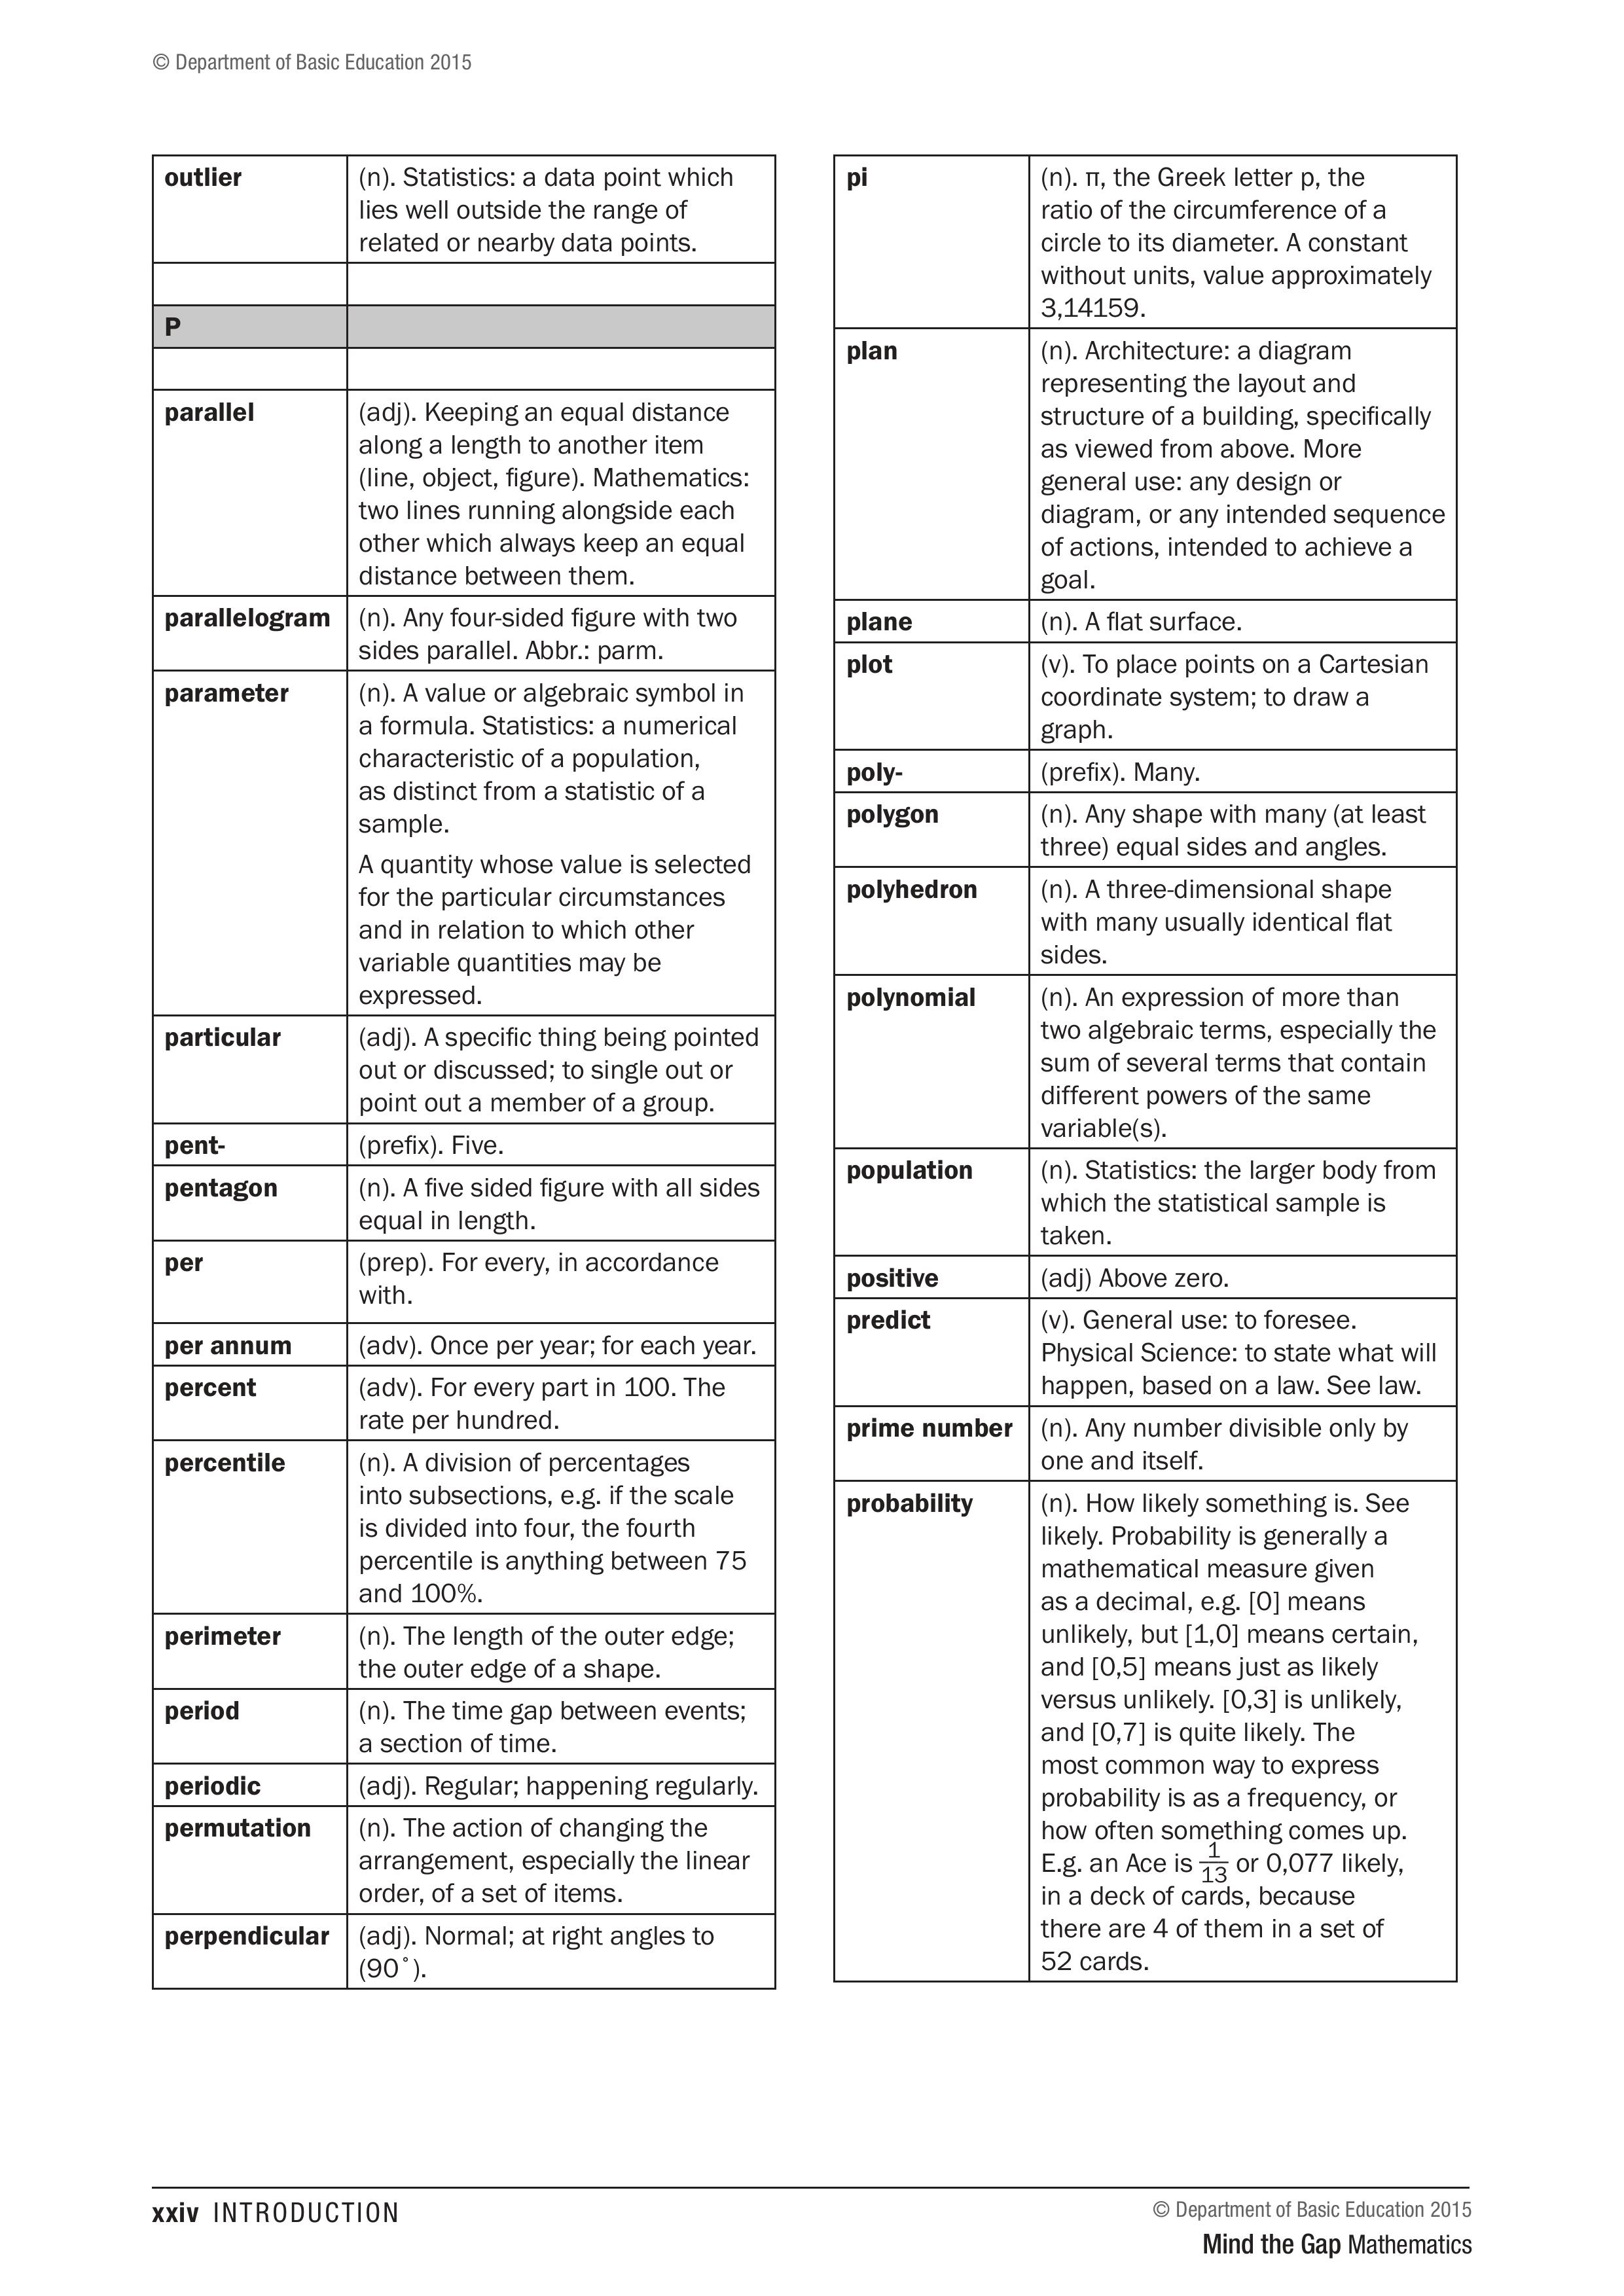 © Department of Basic Education 2015
outlier
(n). Statistics: a data point which
lies well outside the range of
related or nearby data points.
P
parallel
(adj). Keeping an equal distance
along a length to another item
(line, object, figure). Mathematics:
two lines running alongside each
other which always keep an equal
distance between them.
parallelogram
(n). Any four-sided figure with two
sides parallel. Abbr.: parm.
parameter
(n). A value or algebraic symbol in
a formula. Statistics: a numerical
characteristic of a population,
as distinct from a statistic of a
sample.
A quantity whose value is selected
for the particular circumstances
and in relation to which other
variable quantities may be
expressed.
particular
(adj). A specific thing being pointed
out or discussed; to single out or
point out a member of a group.
pent-
(prefix). Five.
pentagon
(n). A five sided figure with all sides
equal in length.
per
(prep). For every, in accordance
with.
per annum
(adv). Once per year; for each year.
percent
(adv). For every part in 100. The
rate per hundred.
percentile
(n). A division of percentages
into subsections, e.g. if the scale
is divided into four, the fourth
percentile is anything between 75
and 100%.
perimeter
(n). The length of the outer edge;
the outer edge of a shape.
period
(n). The time gap between events;
a section of time.
periodic
(adj). Regular; happening regularly.
permutation
(n). The action of changing the
arrangement, especially the linear
order, of a set of items.
perpendicular
(adj). Normal; at right angles to
(90˚).
pi
(n). π, the Greek letter p, the
ratio of the circumference of a
circle to its diameter. A constant
without units, value approximately
3,14159.
plan
(n). Architecture: a diagram
representing the layout and
structure of a building, specifically
as viewed from above. More
general use: any design or
diagram, or any intended sequence
of actions, intended to achieve a
goal.
plane
(n). A flat surface.
plot
(v). To place points on a Cartesian
coordinate system; to draw a
graph.
poly-
(prefix). Many.
polygon
(n). Any shape with many (at least
three) equal sides and angles.
polyhedron
(n). A three-dimensional shape
with many usually identical flat
sides.
polynomial
(n). An expression of more than
two algebraic terms, especially the
sum of several terms that contain
different powers of the same
variable(s).
population
(n). Statistics: the larger body from
which the statistical sample is
taken.
positive
(adj) Above zero.
predict
(v). General use: to foresee.
Physical Science: to state what will
happen, based on a law. See law.
prime number
(n). Any number divisible only by
one and itself.
probability
(n). How likely something is. See
likely. Probability is generally a
mathematical measure given
as a decimal, e.g. [0] means
unlikely, but [1,0] means certain,
and [0,5] means just as likely
versus unlikely. [0,3] is unlikely,
and [0,7] is quite likely. The
most common way to express
probability is as a frequency, or
how often something comes up.
E.g. an Ace is 1/13 or 0,077 likely,
in a deck of cards, because
there are 4 of them in a set of
52 cards.
xxiv INTRODUCTION
© Department of Basic Education 2015
Mind the Gap Mathematics